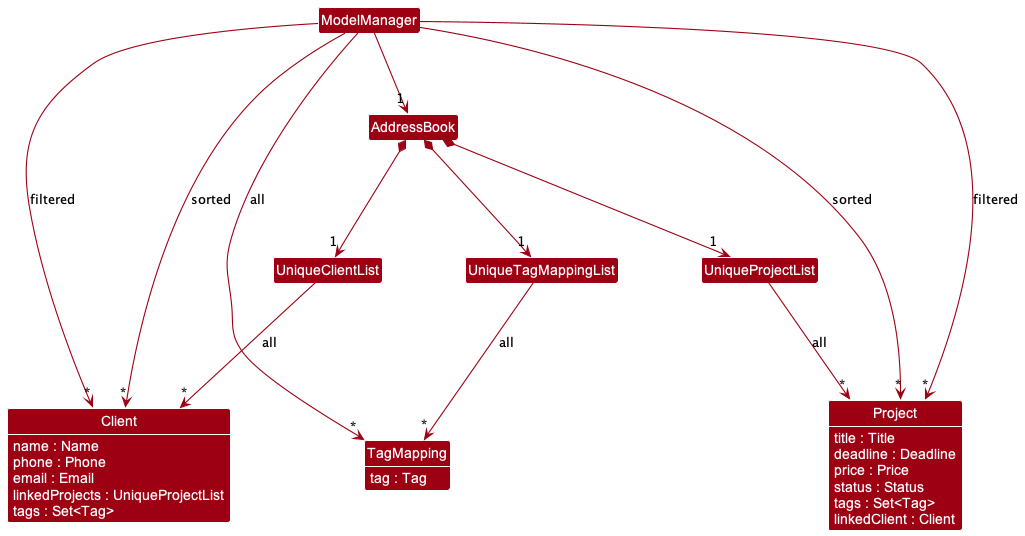 ModelManager
1
AddressBook
filtered
sorted
all
sorted
filtered
1
1
1
UniqueClientList
UniqueTagMappingList
UniqueProjectList
all
all
all
*
*
*
*
*
*
*
*
Client
name : Name
phone : Phone
email : Email
linkedProjects : UniqueProjectList
tags : Set<Tag>
TagMapping
tag : Tag
Project
title : Title
deadline : Deadline
price : Price
status : Status
tags : Set<Tag>
linkedClient : Client